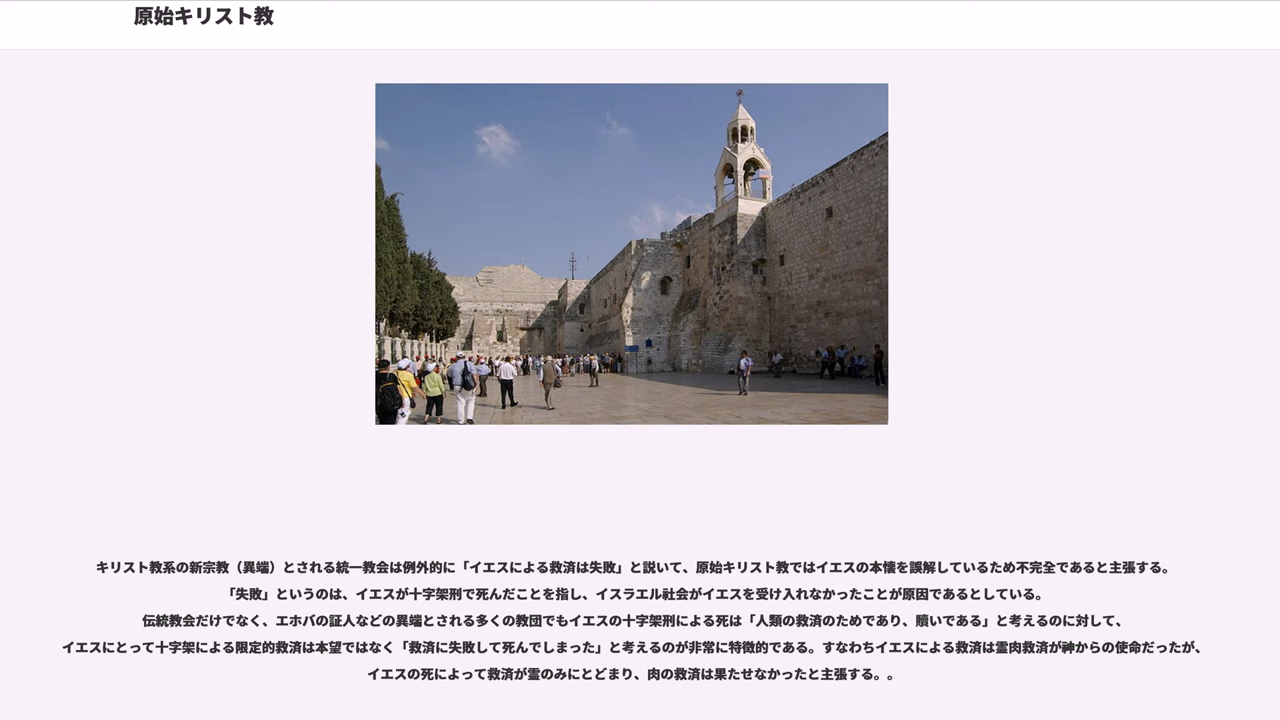 原始キリスト教
キリスト教系の新宗教（異端）とされる統一教会は例外的に「イエスによる救済は失敗」と説いて、原始キリスト教ではイエスの本懐を誤解しているため不完全であると主張する。
「失敗」というのは、イエスが十字架刑で死んだことを指し、イスラエル社会がイエスを受け入れなかったことが原因であるとしている。
伝統教会だけでなく、エホバの証人などの異端とされる多くの教団でもイエスの十字架刑による死は「人類の救済のためであり、贖いである」と考えるのに対して、
イエスにとって十字架による限定的救済は本望ではなく「救済に失敗して死んでしまった」と考えるのが非常に特徴的である。すなわちイエスによる救済は霊肉救済が神からの使命だったが、
イエスの死によって救済が霊のみにとどまり、肉の救済は果たせなかったと主張する。。